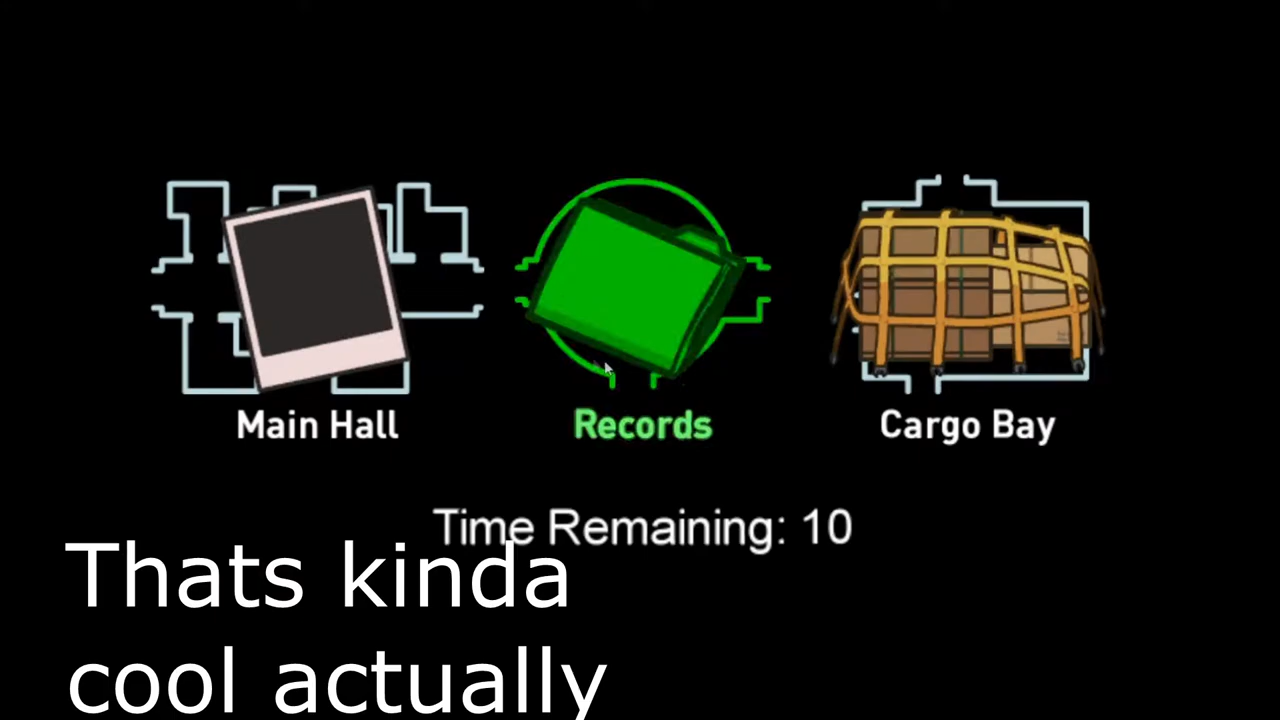 Main Hall
Records
Cargo Bay
Time Remaining: 10
Thats kinda
cool actually